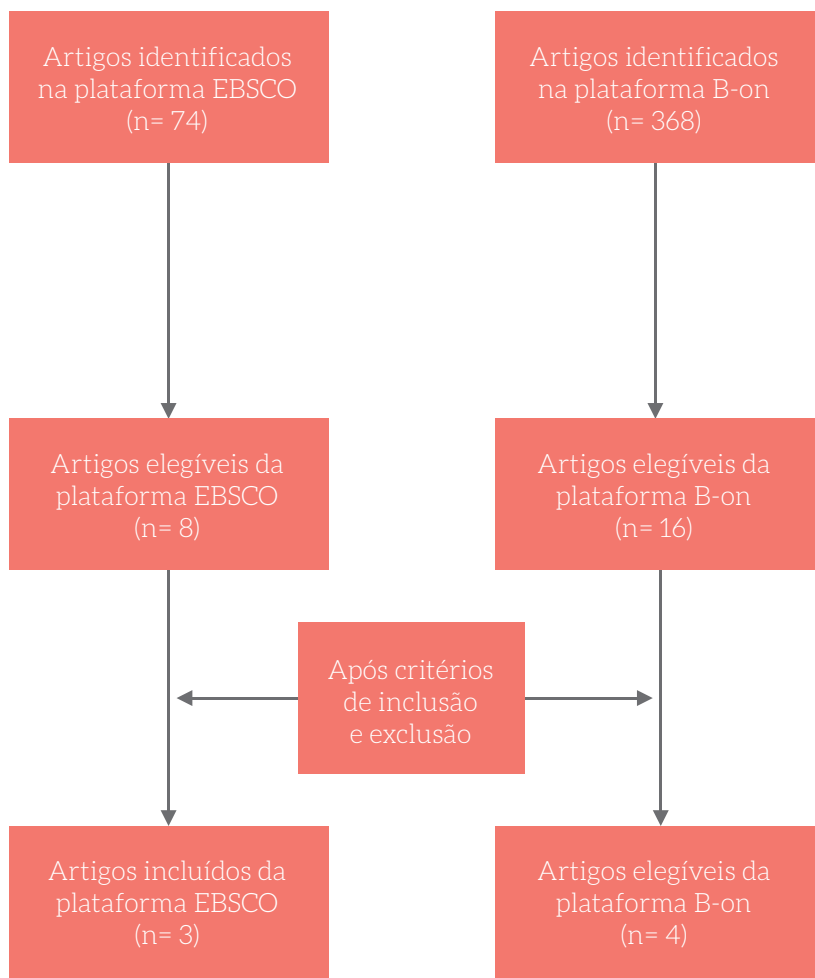 Artigos identificados
na plataforma EBSCO
(n= 74)
Artigos identificados
na plataforma B-on
(n= 368)
Artigos elegíveis da
plataforma EBSCO
(n= 8)
Artigos elegíveis da
plataforma B-on
(n= 16)
Após critérios
de inclusão
e exclusão
Artigos incluídos da
plataforma EBSCO
(n= 3)
Artigos elegíveis da
plataforma B-on
(n= 4)